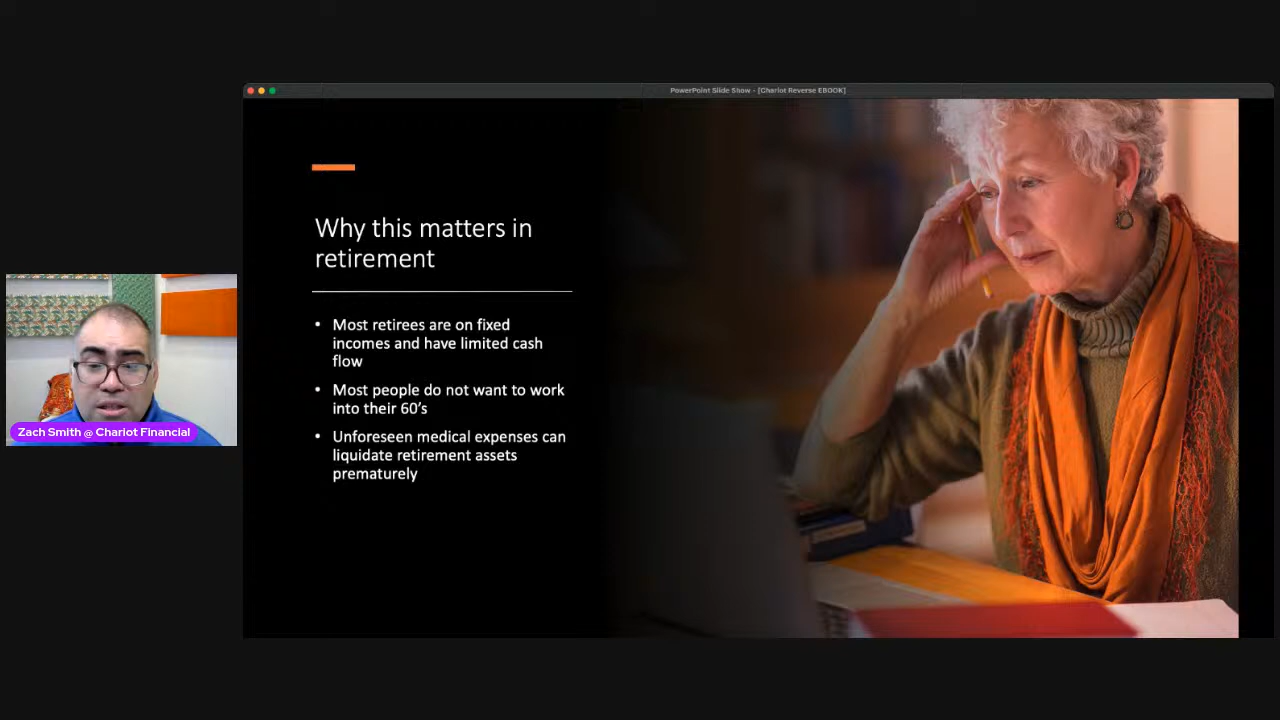 PowerPoint Slide Show - [Chariot Reverse EBOOK]
Why this matters in
retirement
• Most retirees are on fixed
incomes and have limited cash
flow
• Most people do not want to work
into their 60's
• Unforeseen medical expenses can
liquidate retirement assets
prematurely
Zach Smith @ Chariot Financial